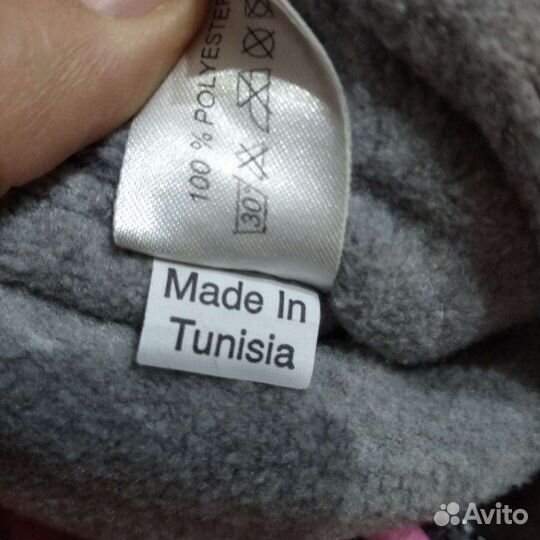 100 % POLYESTER
30°
Made In
Tunisia
Avito